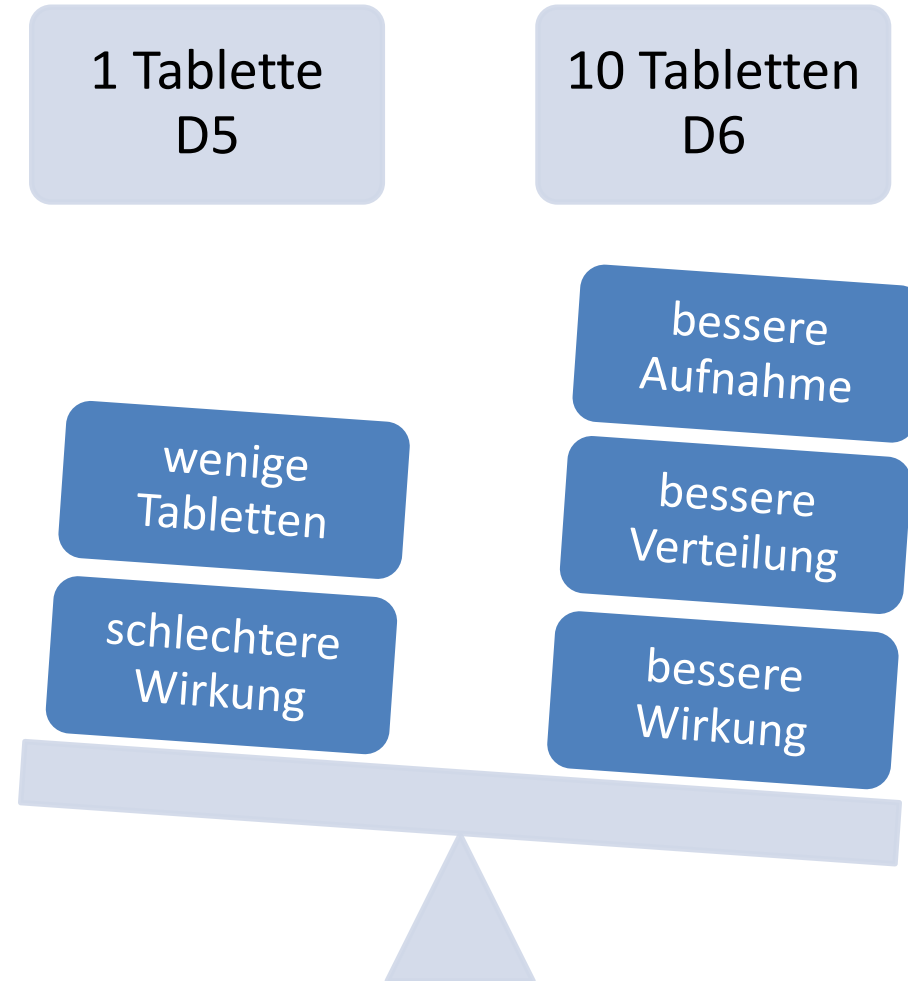 1 Tablette
D5
10 Tabletten
D6
wenige
Tabletten
schlechtere
Wirkung
bessere
Aufnahme
bessere
Verteilung
bessere
Wirkung